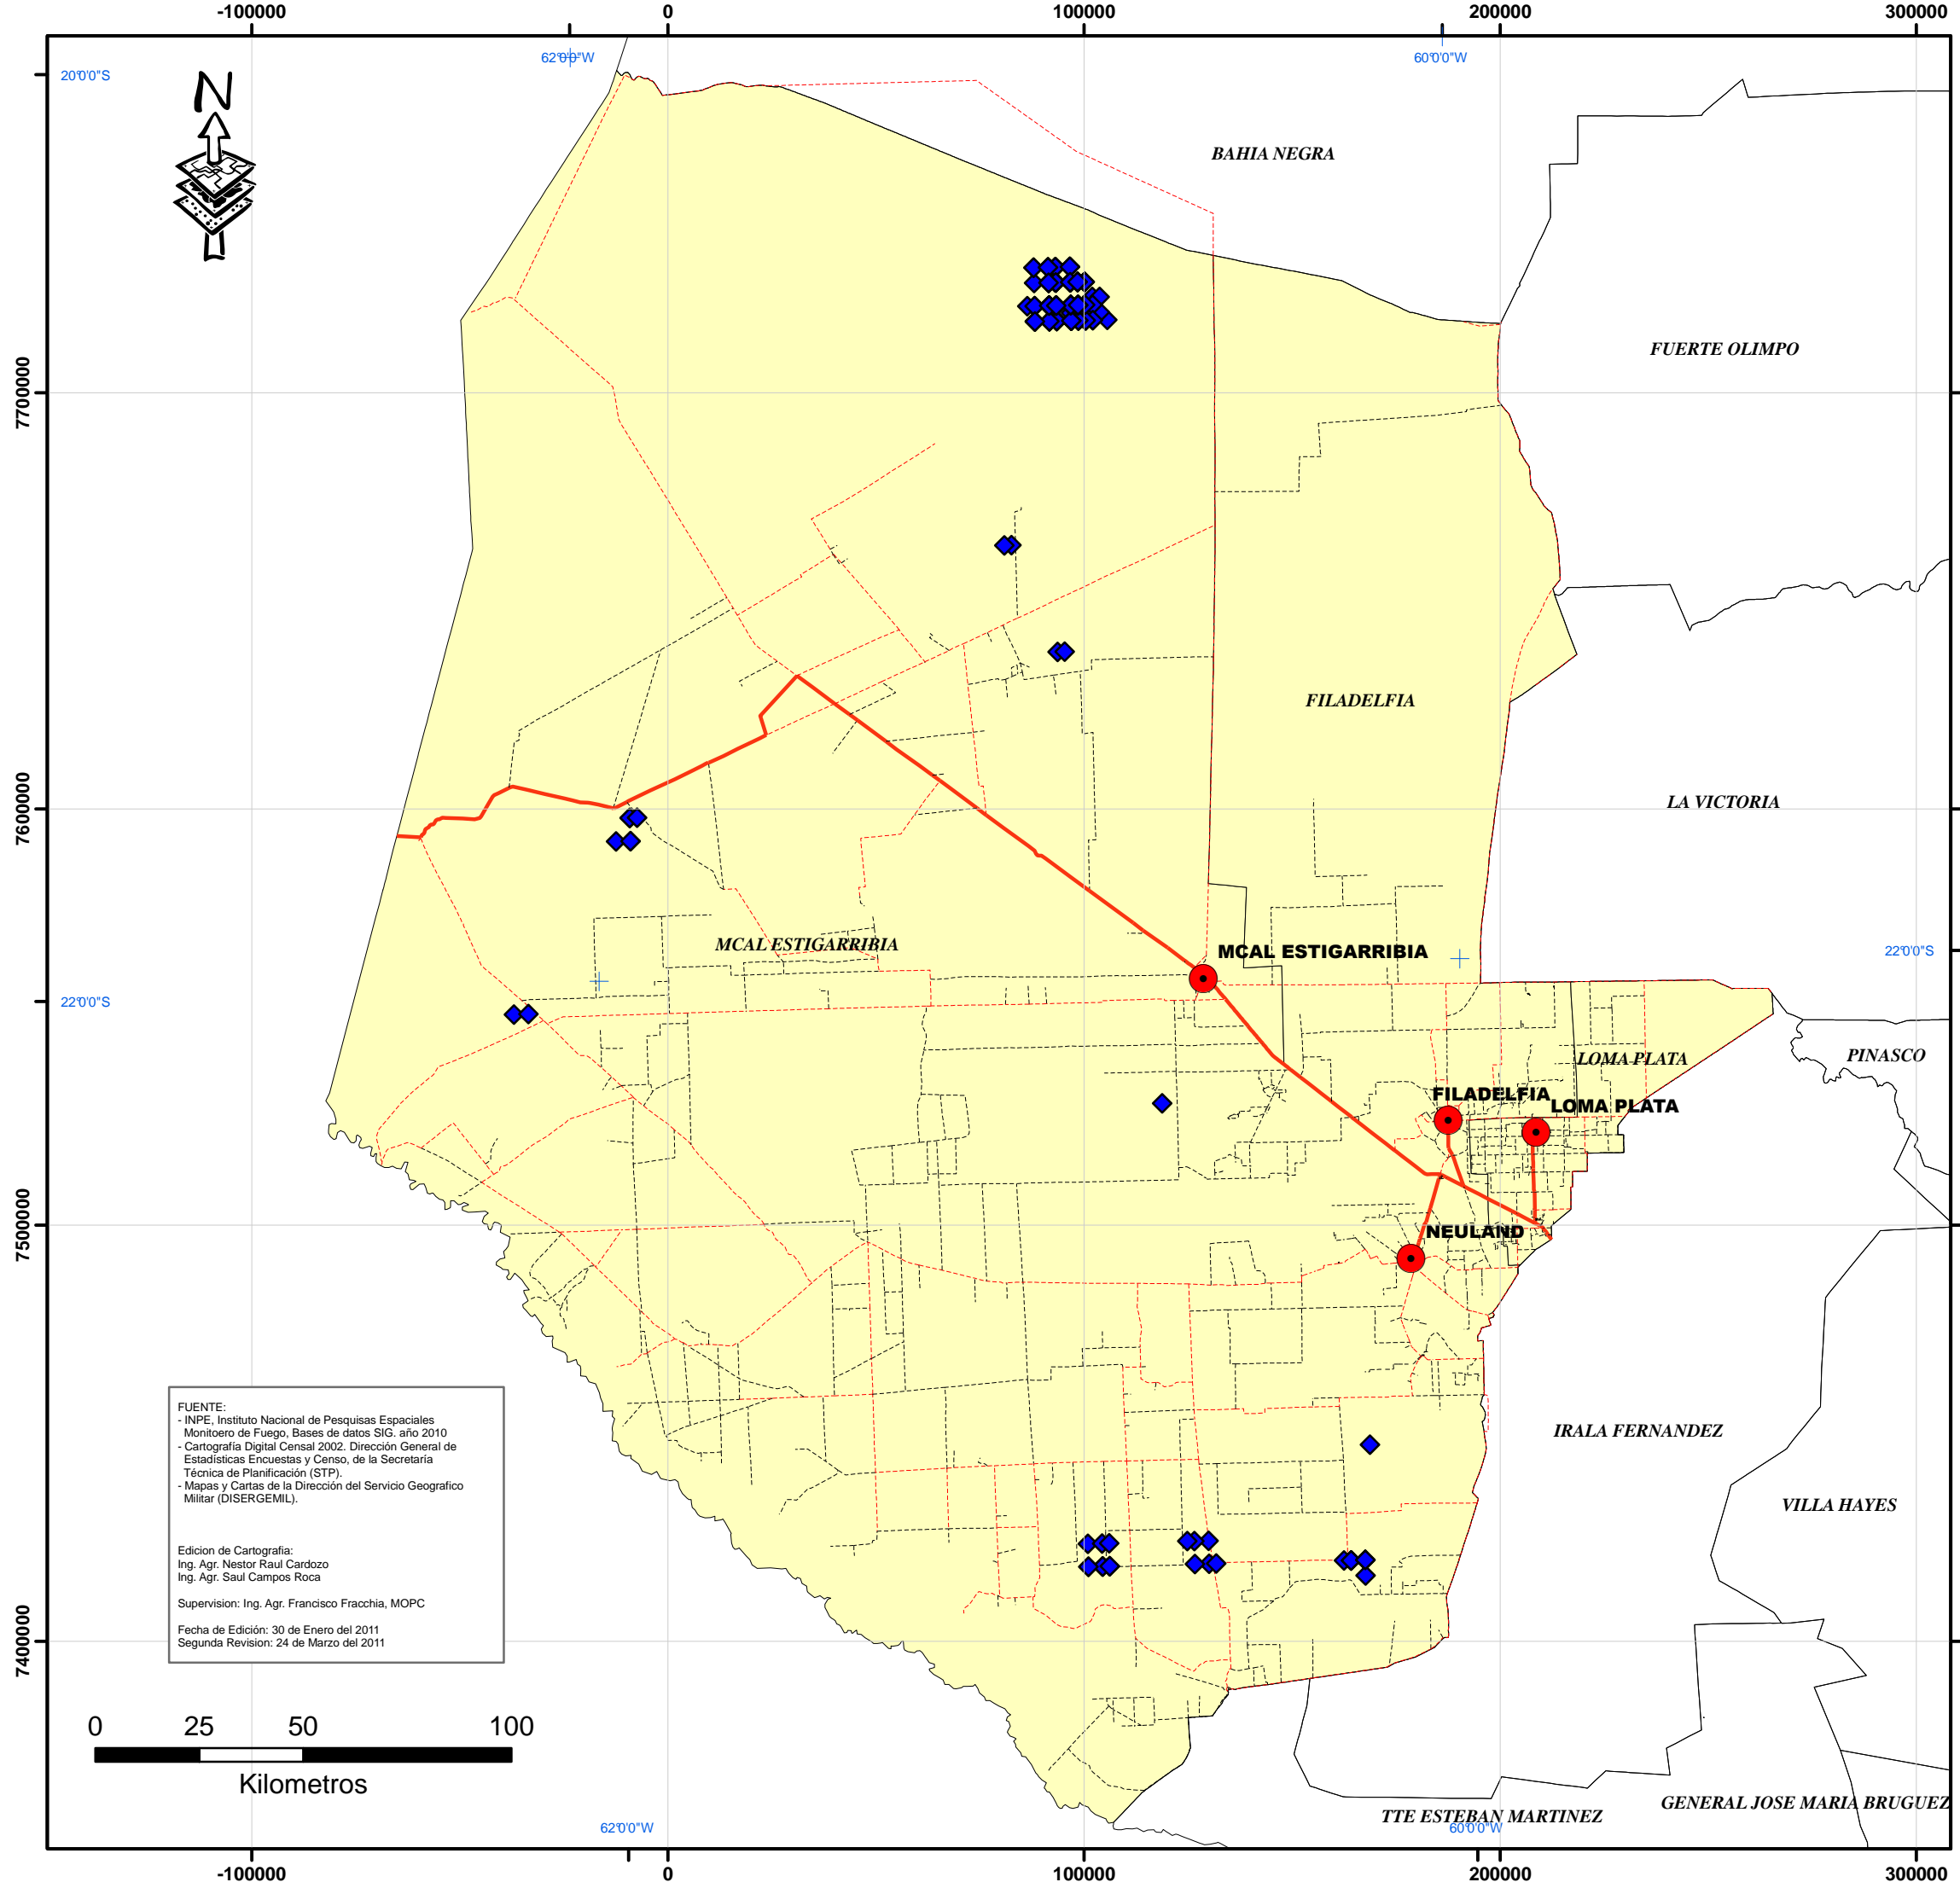 -100000 0 100000 200000 300000
62°0'0"W 60°0'0"W
20°0'0"S
N
BAHIA NEGRA
FUERTE OLIMPO
7700000
FILADELFIA
LA VICTORIA
7600000
MCAL ESTIGARRIBIA
MCAL ESTIGARRIBIA
22°0'0"S
22°0'0"S
LOMA PLATA
PINASCO
FILADELFIA
LOMA PLATA
7500000
NEULAND
FUENTE:
- INPE, Instituto Nacional de Pesquisas Espaciales
Monitoero de Fuego, Bases de datos SIG. año 2010
- Cartografía Digital Censal 2002. Dirección General de
Estadísticas Encuestas y Censo, de la Secretaría
Técnica de Planificación (STP).
- Mapas y Cartas de la Dirección del Servicio Geografico
Militar (DISERGEMIL).
Edicion de Cartografia:
Ing. Agr. Nestor Raul Cardozo
Ing. Agr. Saul Campos Roca
Supervision: Ing. Agr. Francisco Fracchia, MOPC
Fecha de Edición: 30 de Enero del 2011
Segunda Revision: 24 de Marzo del 2011
IRALA FERNANDEZ
VILLA HAYES
7400000
0 25 50 100
Kilometros
GENERAL JOSE MARIA BRUGUEZ
TTE ESTEBAN MARTINEZ
62°0'0"W 60°0'0"W
-100000 0 100000 200000 300000